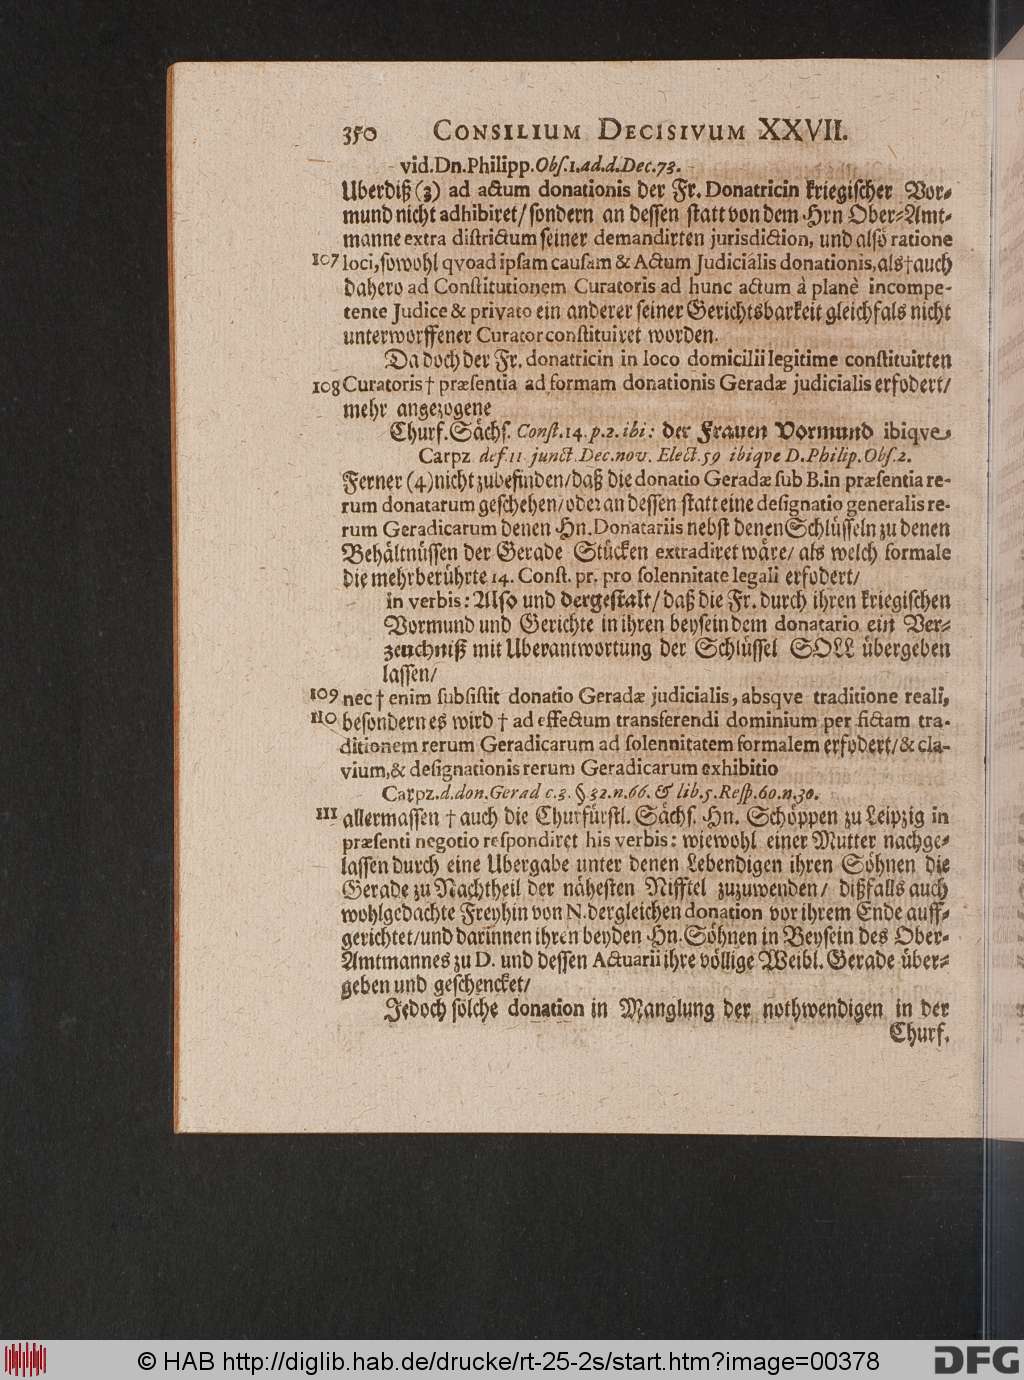 350 CONSILIUM DECISIVUM XXVII.
vid. Dn. Philipp. Obs. 1. ad. d. Dec. 73.
Uberdiß (3) ad actum donationis der Fr. Donatricin kriegischer Vor-
mund nicht adhibiret / sondern an dessen statt von dem Hrn Ober-Amt-
manne extra districtum seiner demandirten jurisdiction, und also ratione
107 loci, sowohl qvoad ipsam causam & Actum Judicialis donationis, als † auch
dahero ad Constitutionem Curatoris ad hunc actum à planè incompe-
tente Judice & privato ein anderer seiner Gerichtsbarkeit gleichfals nicht
unterworffener Curator constituiret worden.
Da doch der Fr. donatricin in loco domicilii legitime constituirten
108 Curatoris † præsentia ad formam donationis Geradæ judicialis erfodert /
mehr angezogene
Churf. Sächs. Const. 14. p. 2. ibi: der Frauen Vormund ibiqve
Carpz def. 11 junct. Dec. nov. Elect. 59 ibiqve D. Philip. Obs. 2.
Ferner (4) nicht zubefinden / daß die donatio Geradæ sub B. in præsentia re-
rum donatarum geschehen / oder an dessen statt eine designatio generalis re-
rum Geradicarum denen Hn. Donatariis nebst denen Schlüsseln zu denen
Behältnüssen der Gerade Stücken extradiret wäre / als welch formale
die mehrberührte 14. Const. pr. pro solennitate legali erfodert /
in verbis: Also und dergestalt / daß die Fr. durch ihren kriegischen
Vormund und Gerichte in ihren beysein dem donatario ein Ver-
zeuchniß mit Uberantwortung der Schlüssel SOLL übergeben
lassen /
109 nec † enim subsistit donatio Geradæ judicialis, absqve traditione reali,
110 besondern es wird † ad effectum transferendi dominium per fictam tra-
ditionem rerum Geradicarum ad solennitatem formalem erfodert / & cla-
vium, & designationis rerum Geradicarum exhibitio
Carpz. d. don. Gerad c. 3. § 32. n. 66. & lib. 5. Resp. 60. n. 30.
111 allermassen † auch die Churfürstl. Sächs. Hn. Schöppen zu Leipzig in
præsenti negotio respondiret his verbis: wiewohl einer Mutter nachge-
lassen durch eine Ubergabe unter denen Lebendigen ihren Söhnen die
Gerade zu Nachtheil der nähesten Nifftel zuzuwenden / dißfalls auch
wohlgedachte Freyhin von N. dergleichen donation vor ihrem Ende auff-
gerichtet / und darinnen ihren beyden Hn. Söhnen in Beysein des Ober-
Amtmannes zu D. und dessen Actuarii ihre völlige Weibl. Gerade über-
geben und geschencket /
Jedoch solche donation in Manglung der nothwendigen in der
Churf.
© HAB http://diglib.hab.de/drucke/rt-25-2s/start.htm?image=00378
DFG